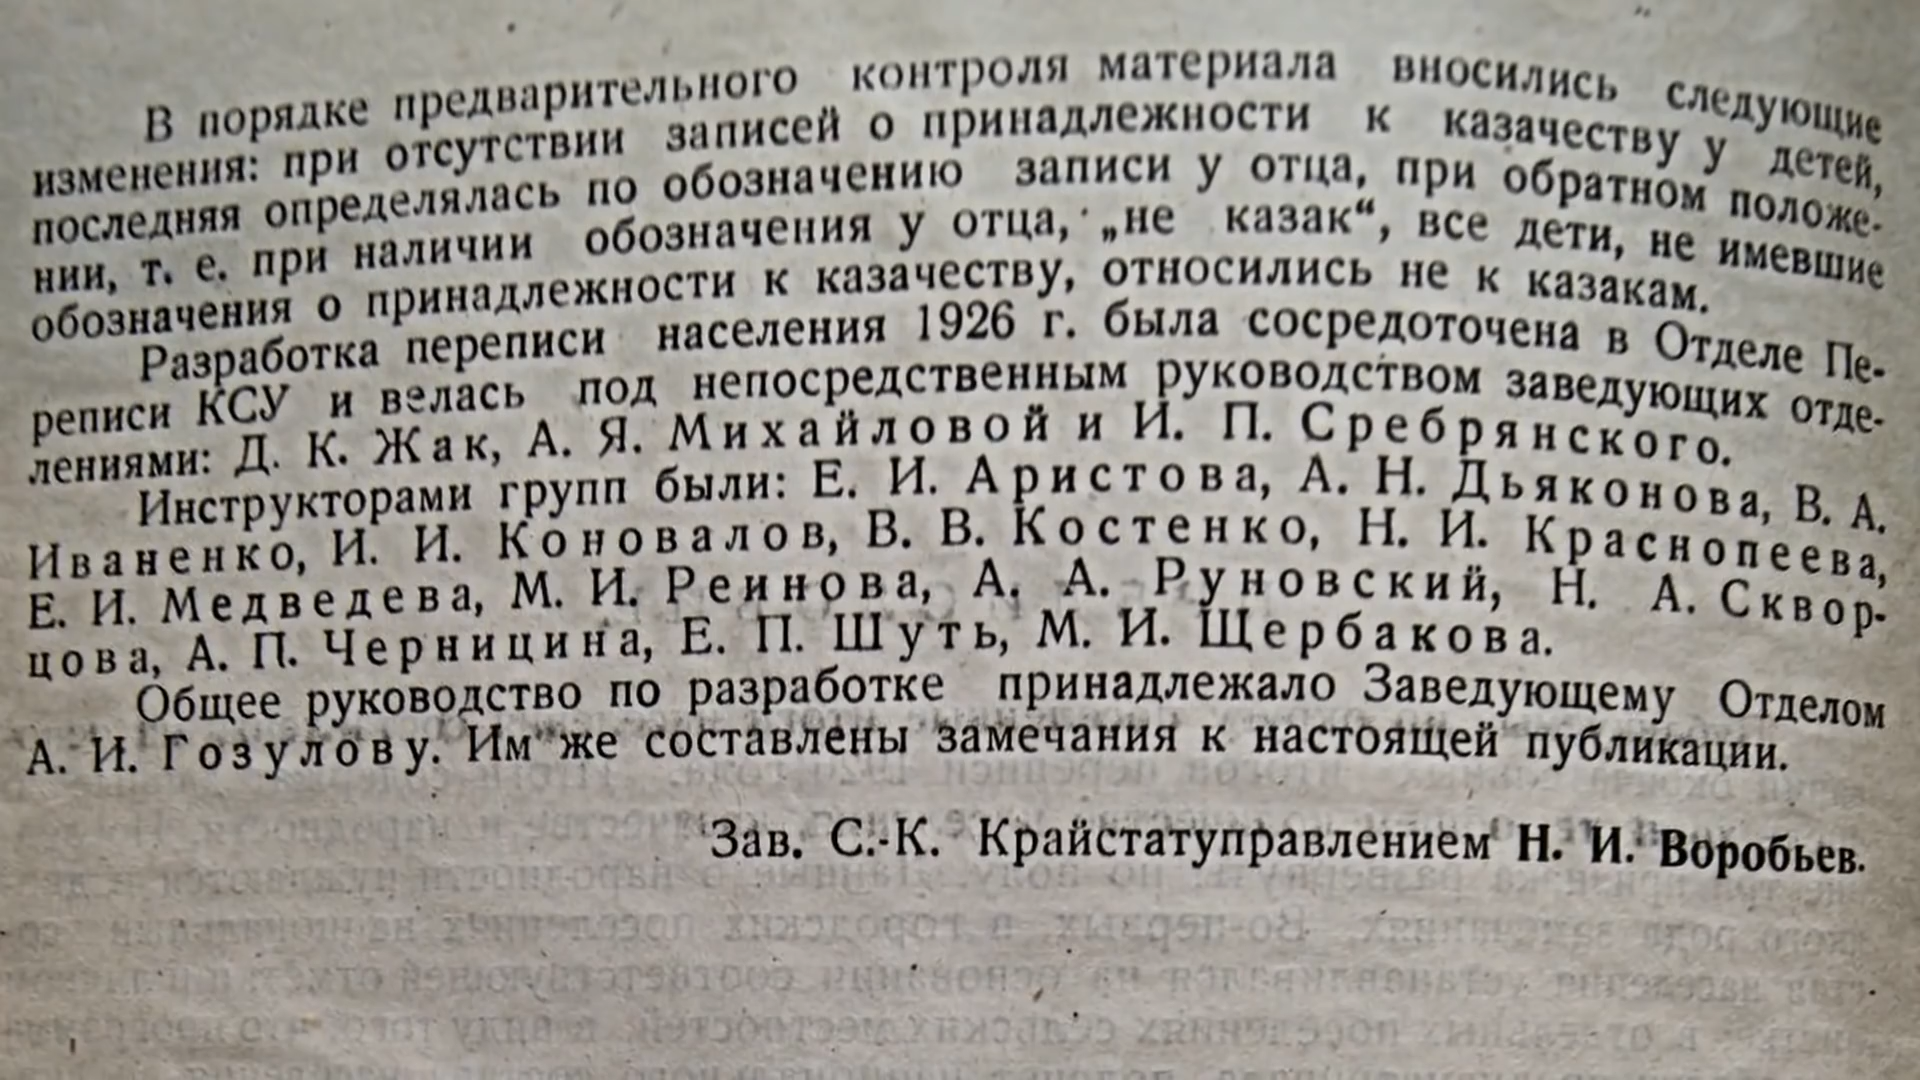 В порядке предварительного контроля материала вносились следующие
изменения: при отсутствии записей о принадлежности к казачеству у детей,
последняя определялась по обозначению записи у отца, при обратном положе-
нии, т. е. при наличии обозначения у отца, „не казак“, все дети, не имевшие
обозначения о принадлежности к казачеству, относились не к казакам.
Разработка переписи населения 1926 г. была сосредоточена в Отделе Пе-
реписи КСУ и велась под непосредственным руководством заведующих отде-
лениями: Д. К. Жак, А. Я. Михайловой и И. П. Сребрянского.
Инструкторами групп были: Е. И. Аристова, А. Н. Дьяконова, В. А.
Иваненко, И. И. Коновалов, В. В. Костенко, Н. И. Краснопеева,
Е. И. Медведева, М. И. Реинова, А. А. Руновский, Н. А. Сквор-
цова, А. П. Черницина, Е. П. Шуть, М. И. Щербакова.
Общее руководство по разработке принадлежало Заведующему Отделом
А. И. Гозулову. Им же составлены замечания к настоящей публикации.
Зав. С.-К. Крайстатуправлением Н. И. Воробьев.